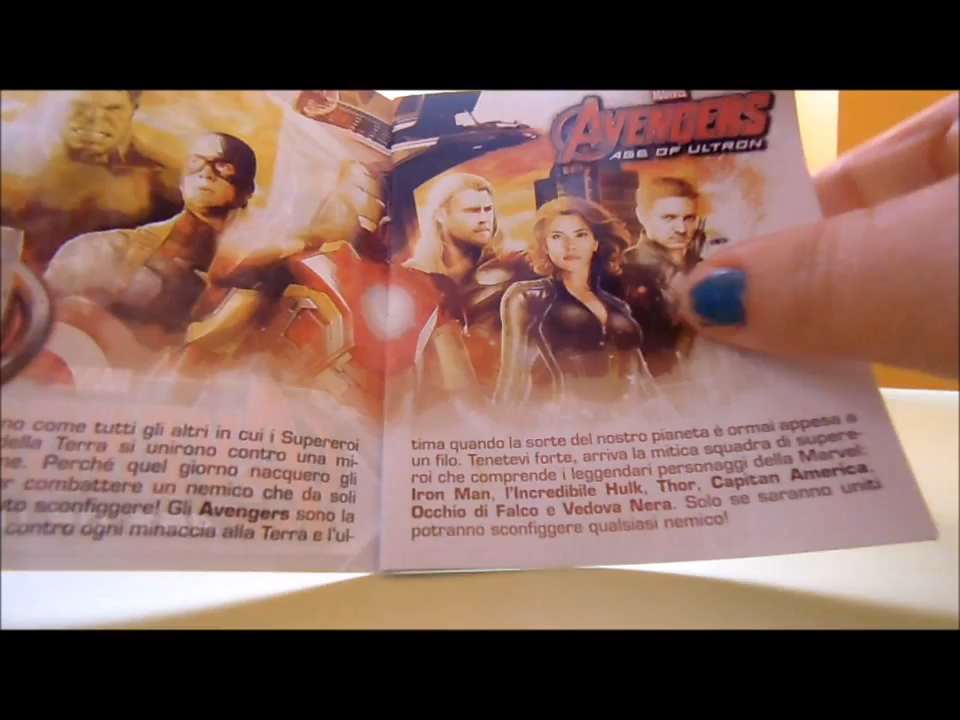 MARVEL
AVENGERS
AGE OF ULTRON
no come tutti gli altri in cui i Supereroi
della Terra si unirono contro una mi-
ne. Perché quel giorno nacquero gli
r combattere un nemico che da soli
uto sconfiggere! Gli Avengers sono la
contro ogni minaccia alla Terra e l'ul-
tima quando la sorte del nostro pianeta è ormai appesa a
un filo. Tenetevi forte, arriva la mitica squadra di supere-
roi che comprende i leggendari personaggi della Marvel:
Iron Man, l'Incredibile Hulk, Thor, Capitan America,
Occhio di Falco e Vedova Nera. Solo se saranno uniti
potranno sconfiggere qualsiasi nemico!